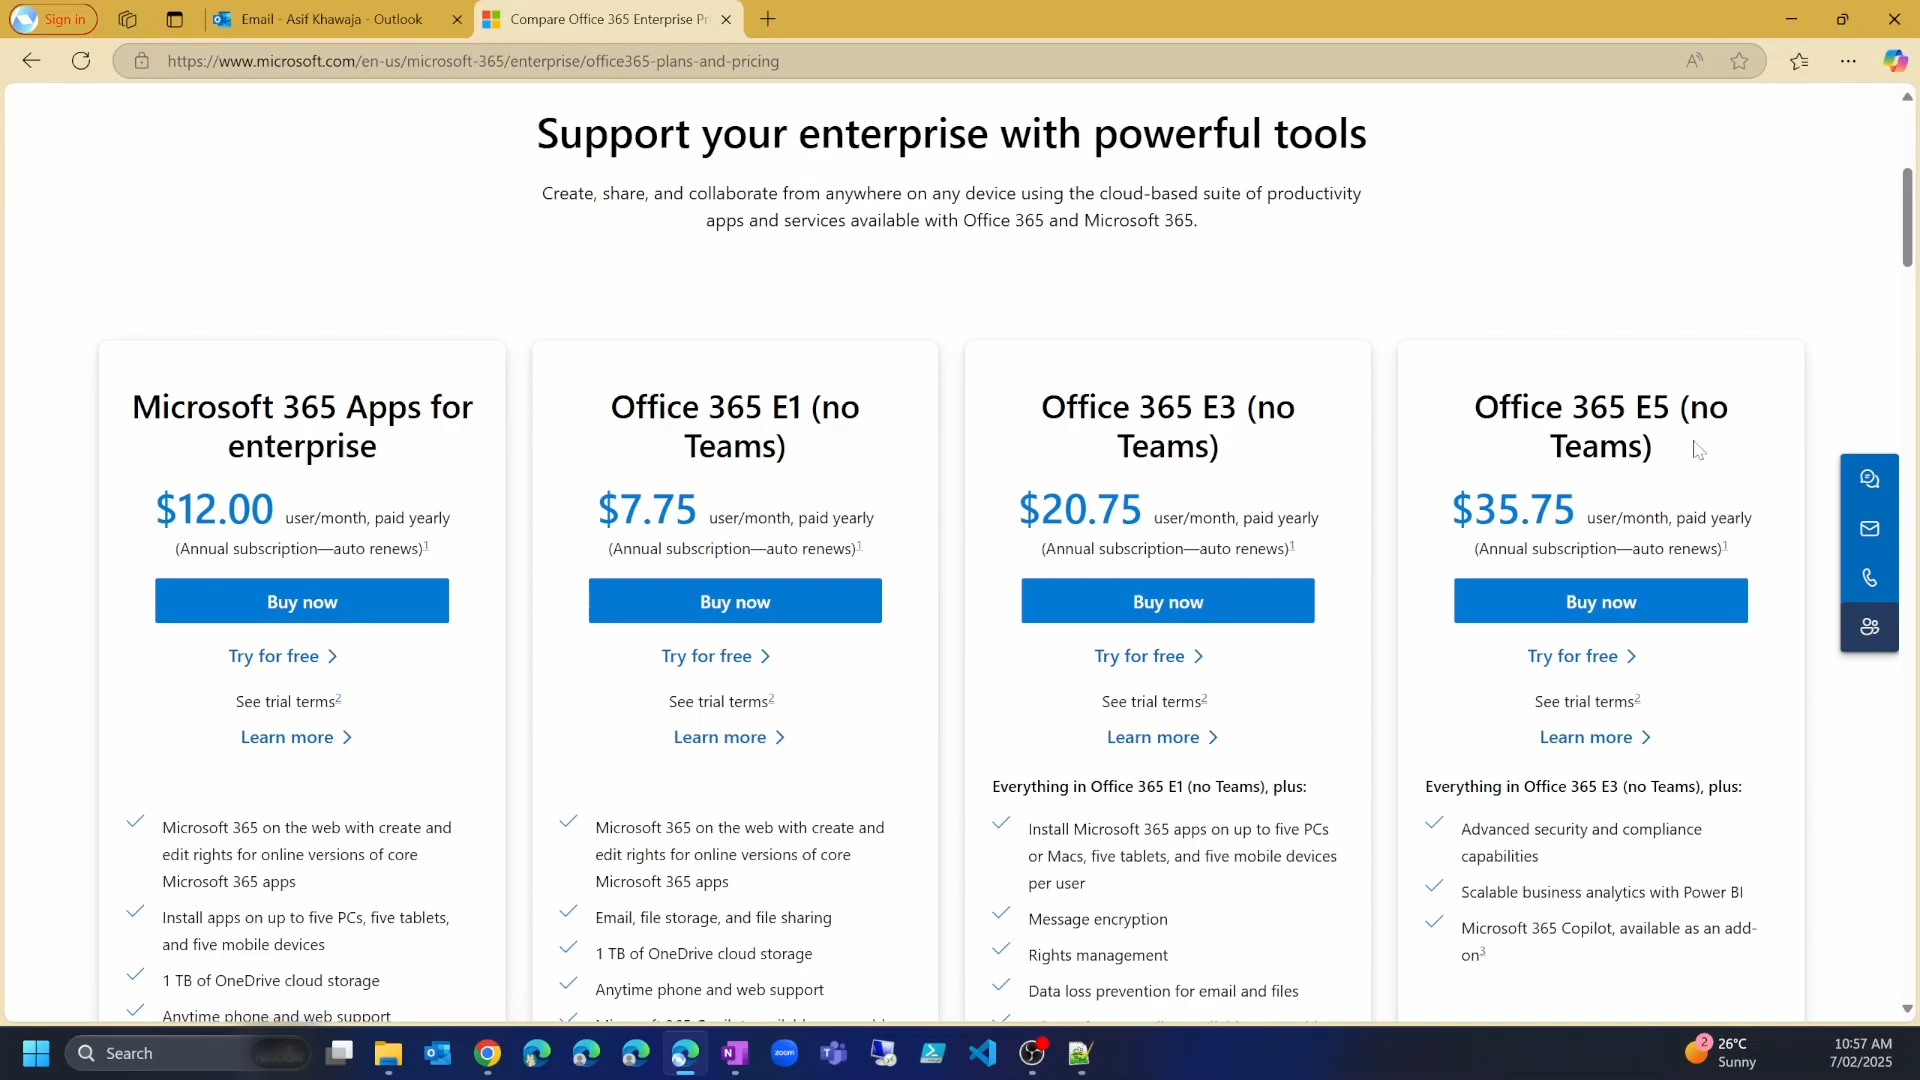 Sign in
Email - Asif Khawaja - Outlook
Compare Office 365 Enterprise Pr
https://www.microsoft.com/en-us/microsoft-365/enterprise/office365-plans-and-pricing
Support your enterprise with powerful tools
Create, share, and collaborate from anywhere on any device using the cloud-based suite of productivity
apps and services available with Office 365 and Microsoft 365.
Microsoft 365 Apps for
enterprise
$12.00 user/month, paid yearly
(Annual subscription—auto renews)1
Buy now
Try for free
See trial terms2
Learn more
Microsoft 365 on the web with create and
edit rights for online versions of core
Microsoft 365 apps
Install apps on up to five PCs, five tablets,
and five mobile devices
1 TB of OneDrive cloud storage
Anytime phone and web support
Office 365 E1 (no
Teams)
$7.75 user/month, paid yearly
(Annual subscription—auto renews)1
Buy now
Try for free
See trial terms2
Learn more
Microsoft 365 on the web with create and
edit rights for online versions of core
Microsoft 365 apps
Email, file storage, and file sharing
1 TB of OneDrive cloud storage
Anytime phone and web support
Office 365 E3 (no
Teams)
$20.75 user/month, paid yearly
(Annual subscription—auto renews)1
Buy now
Try for free
See trial terms2
Learn more
Everything in Office 365 E1 (no Teams), plus:
Install Microsoft 365 apps on up to five PCs
or Macs, five tablets, and five mobile devices
per user
Message encryption
Rights management
Data loss prevention for email and files
Office 365 E5 (no
Teams)
$35.75 user/month, paid yearly
(Annual subscription—auto renews)1
Buy now
Try for free
See trial terms2
Learn more
Everything in Office 365 E3 (no Teams), plus:
Advanced security and compliance
capabilities
Scalable business analytics with Power BI
Microsoft 365 Copilot, available as an add-
on3
Search
zoom
2
26°C
Sunny
10:57 AM
7/02/2025